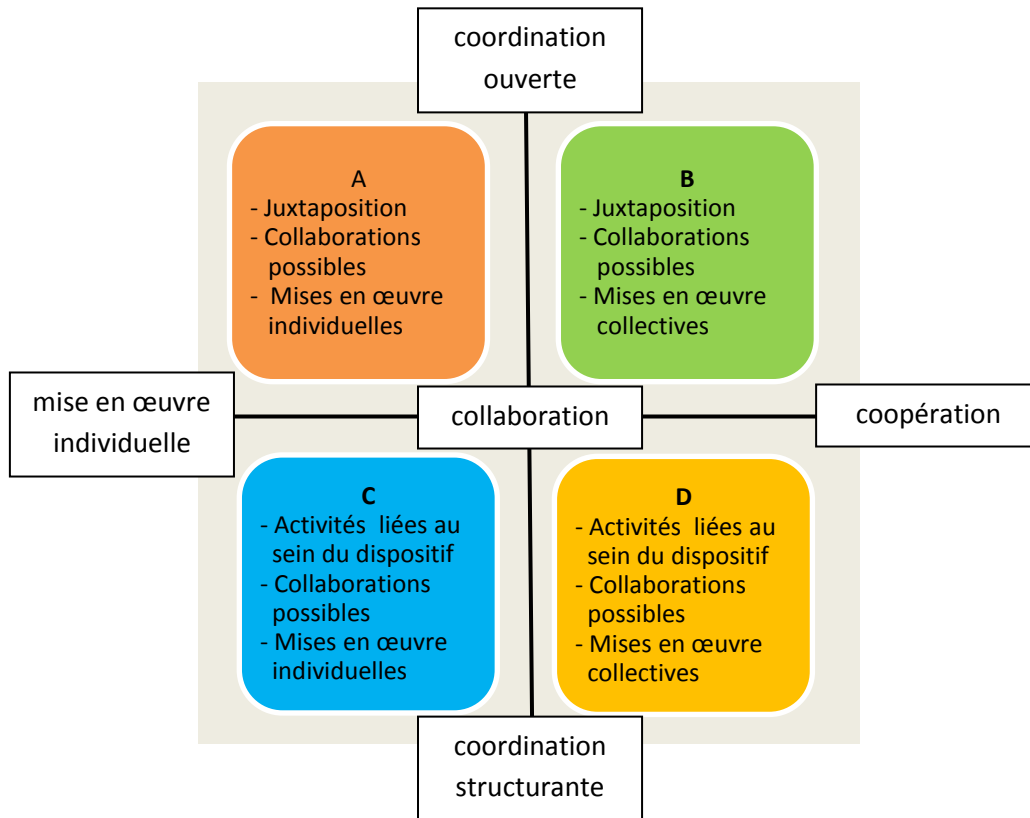 coordination
ouverte
A
- Juxtaposition
- Collaborations
possibles
- Mises en œuvre
individuelles
B
- Juxtaposition
- Collaborations
possibles
- Mises en œuvre
collectives
mise en œuvre
individuelle
collaboration
coopération
C
- Activités liées au
sein du dispositif
- Collaborations
possibles
- Mises en œuvre
individuelles
D
- Activités liées au
sein du dispositif
- Collaborations
possibles
- Mises en œuvre
collectives
coordination
structurante